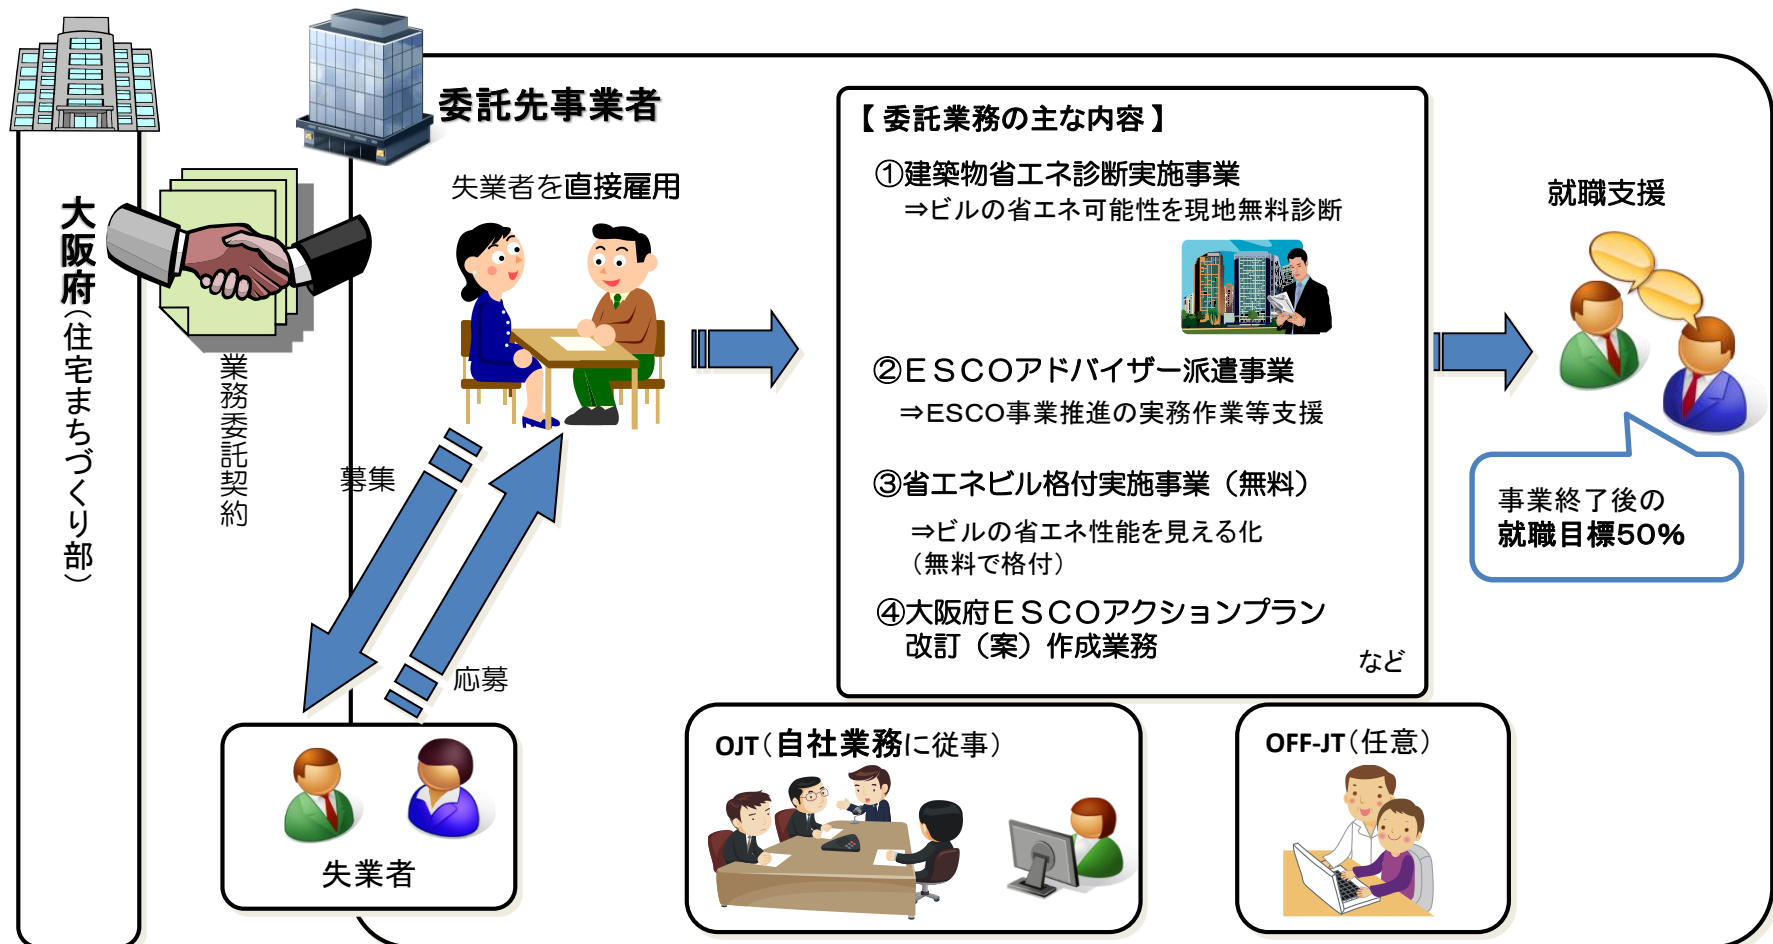 委託先事業者
大阪府（住宅まちづくり部）
業務委託契約
失業者を直接雇用
募集
応募
失業者
【 委託業務の主な内容 】
①建築物省エネ診断実施事業
⇒ビルの省エネ可能性を現地無料診断
②ＥＳＣＯアドバイザー派遣事業
⇒ESCO事業推進の実務作業等支援
③省エネビル格付実施事業（無料）
⇒ビルの省エネ性能を見える化
（無料で格付）
④大阪府ＥＳＣＯアクションプラン
改訂（案）作成業務
など
OJT（自社業務に従事）
OFF-JT（任意）
就職支援
事業終了後の
就職目標50%